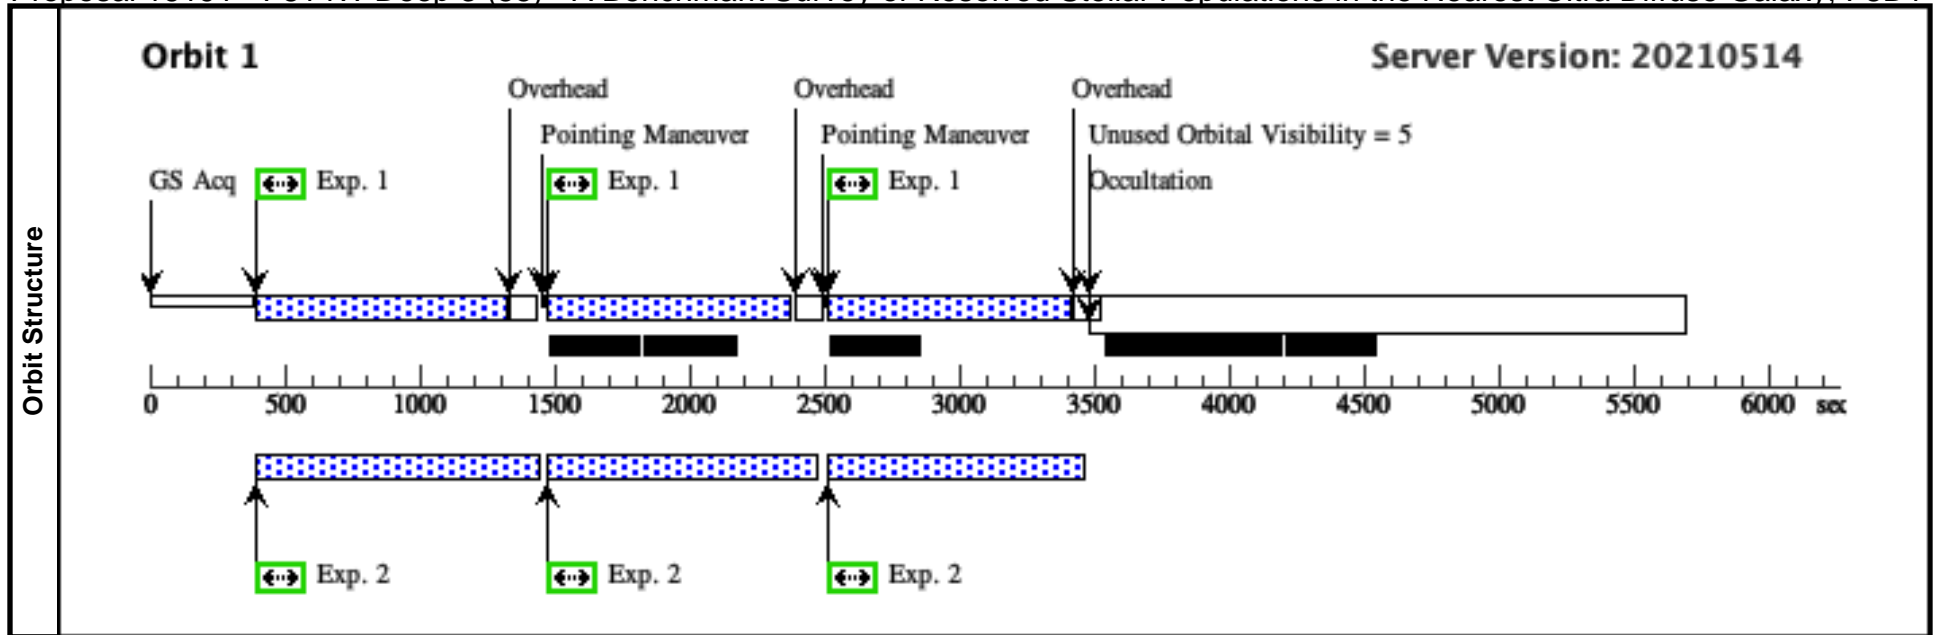 Orbit 1
Server Version: 20210514
Overhead
Overhead
Overhead
Pointing Maneuver
Pointing Maneuver
Unused Orbital Visibility = 5
GS Acq
Exp. 1
Exp. 1
Exp. 1
Occultation
Orbit Structure
0 500 1000 1500 2000 2500 3000 3500 4000 4500 5000 5500 6000 sec
Exp. 2
Exp. 2
Exp. 2